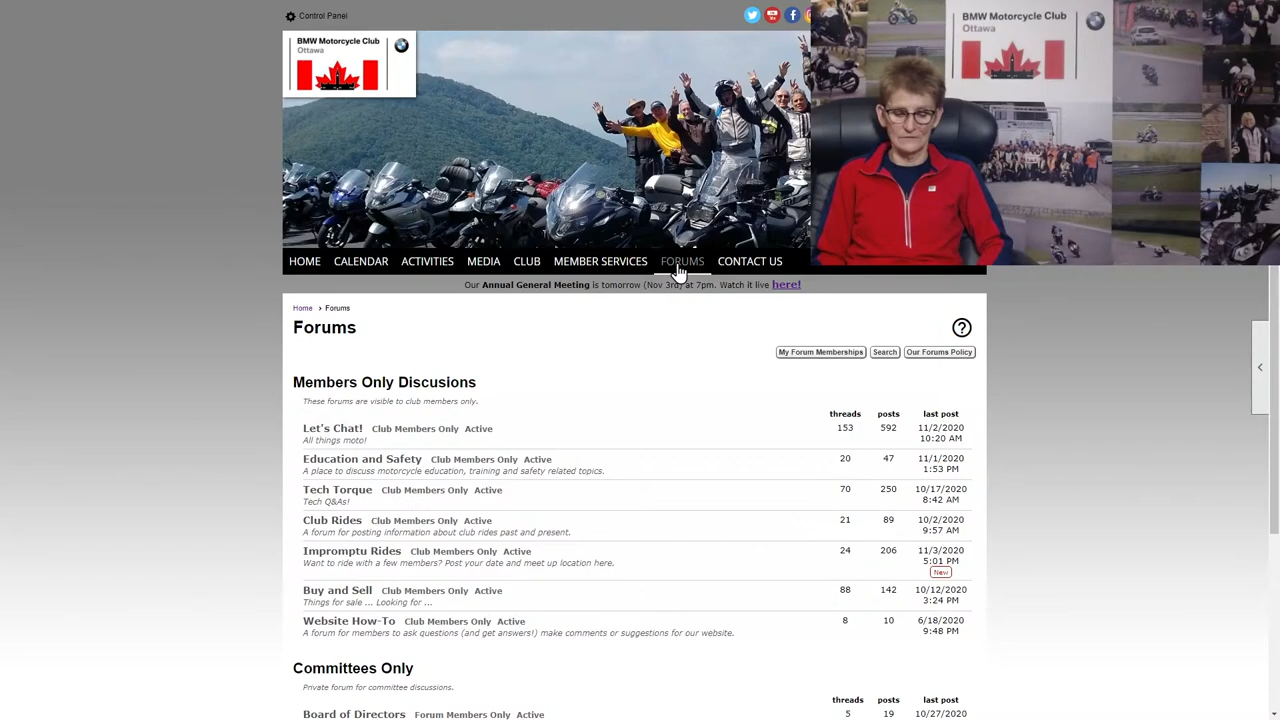 Control Panel
BMW Motorcycle Club
Ottawa
BMW Motorcycle Club
Ottawa
HOME CALENDAR ACTIVITIES MEDIA CLUB MEMBER SERVICES FORUMS CONTACT US
Our Annual General Meeting is tomorrow (Nov 3rd) at 7pm. Watch it live here!
Home › Forums
Forums
My Forum Memberships Search Our Forums Policy
Members Only Discusions
These forums are visible to club members only.
threads posts last post
Let's Chat! Club Members Only Active 153 592 11/2/2020
All things moto! 10:20 AM
Education and Safety Club Members Only Active 20 47 11/1/2020
A place to discuss motorcycle education, training and safety related topics. 1:53 PM
Tech Torque Club Members Only Active 70 250 10/17/2020
Tech Q&As! 8:42 AM
Club Rides Club Members Only Active 21 89 10/2/2020
A forum for posting information about club rides past and present. 9:57 AM
Impromptu Rides Club Members Only Active 24 206 11/3/2020
Want to ride with a few members? Post your date and meet up location here. 5:01 PM
New
Buy and Sell Club Members Only Active 88 142 10/12/2020
Things for sale ... Looking for ... 3:24 PM
Website How-To Club Members Only Active 8 10 6/18/2020
A forum for members to ask questions (and get answers!) make comments or suggestions for our website. 9:48 PM
Committees Only
Private forum for committee discussions.
threads posts last post
Board of Directors Forum Members Only Active 5 19 10/27/2020